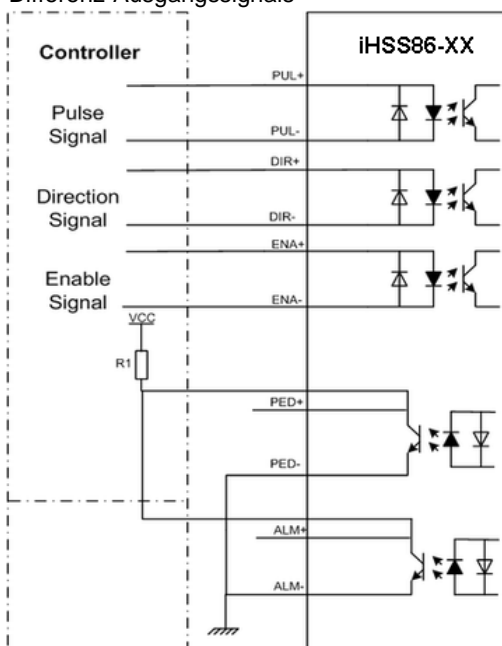 Differenz-Ausgangssignals
Controller
iHSS86-XX
PUL+
Pulse
Signal
PUL-
DIR+
Direction
Signal
DIR-
ENA+
Enable
Signal
ENA-
VCC
R1
PED+
PED-
ALM+
ALM-